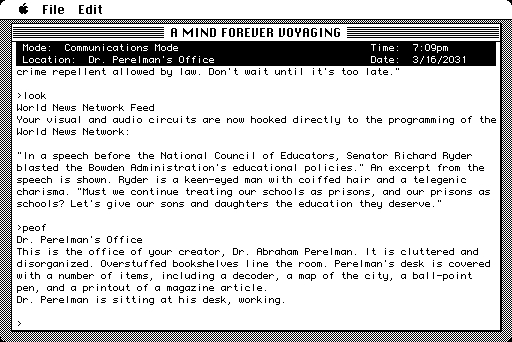 File Edit
A MIND FOREVER VOYAGING
Mode: Communications Mode Time: 7:09pm
Location: Dr. Perelman's Office Date: 3/16/2031
crime repellent allowed by law. Don't wait until it's too late."
>look
World News Network Feed
Your visual and audio circuits are now hooked directly to the programming of the
World News Network:
"In a speech before the National Council of Educators, Senator Richard Ryder
blasted the Bowden Administration's educational policies." An excerpt from the
speech is shown. Ryder is a keen-eyed man with coiffed hair and a telegenic
charisma. "Must we continue treating our schools as prisons, and our prisons as
schools? Let's give our sons and daughters the education they deserve."
>peof
Dr. Perelman's Office
This is the office of your creator, Dr. Abraham Perelman. It is cluttered and
disorganized. Overstuffed bookshelves line the room. Perelman's desk is covered
with a number of items, including a decoder, a map of the city, a ball-point
pen, and a printout of a magazine article.
Dr. Perelman is sitting at his desk, working.
>